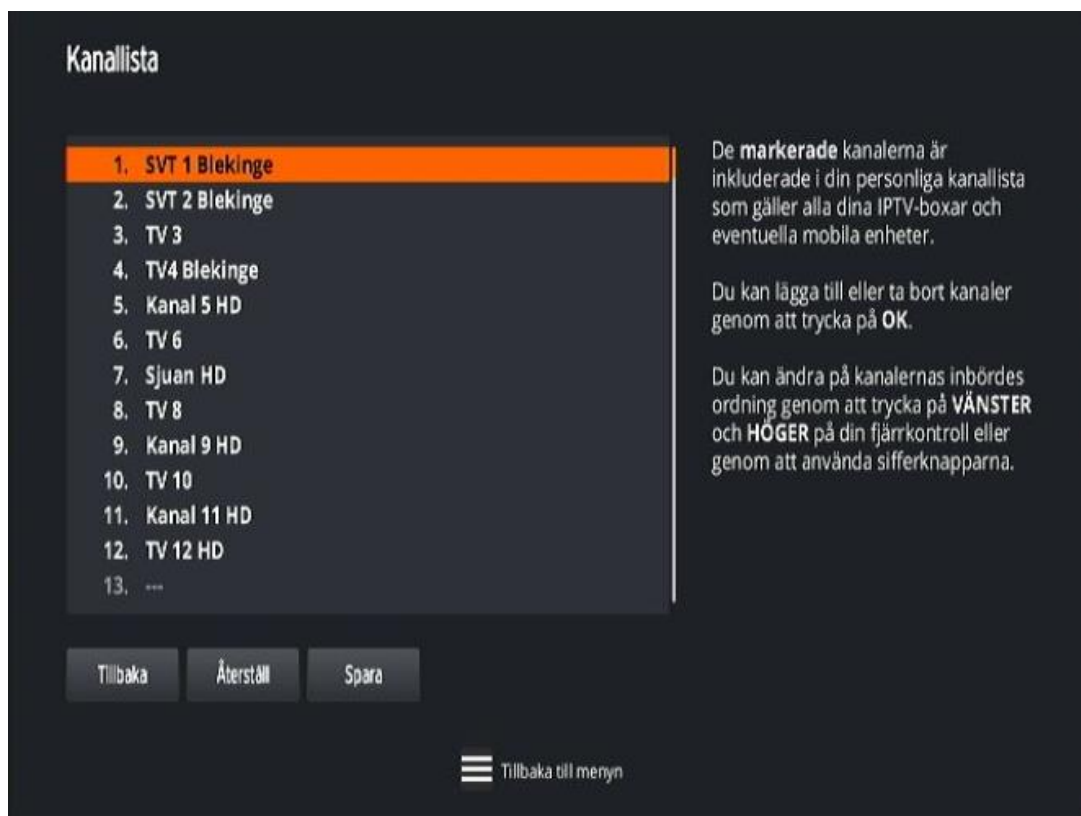 Kanallista
1. SVT 1 Blekinge
2. SVT 2 Blekinge
3. TV 3
4. TV4 Blekinge
5. Kanal 5 HD
6. TV 6
7. Sjuan HD
8. TV 8
9. Kanal 9 HD
10. TV 10
11. Kanal 11 HD
12. TV 12 HD
13. ---
De markerade kanalerna är
inkluderade i din personliga kanallista
som gäller alla dina IPTV-boxar och
eventuella mobila enheter.
Du kan lägga till eller ta bort kanaler
genom att trycka på OK.
Du kan ändra på kanalernas inbördes
ordning genom att trycka på VÄNSTER
och HÖGER på din fjärrkontroll eller
genom att använda sifferknapparna.
Tillbaka
Återställ
Spara
Tillbaka till menyn